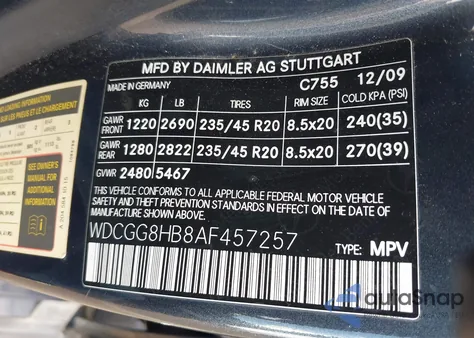 MFD BY DAIMLER AG STUTTGART
MADE IN GERMANY C755 12/09
KG LB TIRES RIM SIZE COLD KPA (PSI)
GAWR FRONT 1220 2690 235/45 R20 8.5x20 240(35)
GAWR REAR 1280 2822 235/45 R20 8.5x20 270(39)
GVWR 2480 5467
THIS VEHICLE CONFORMS TO ALL APPLICABLE FEDERAL MOTOR VEHICLE
SAFETY AND THEFT PREVENTION STANDARDS IN EFFECT ON THE DATE
OF MANUFACTURE SHOWN ABOVE.
WDCGG8HB8AF457257
TYPE: MPV
LOADING INFORMATION
SEE OWNER'S
MANUAL FOR
ADDITIONAL
INFORMATION
autoSnap